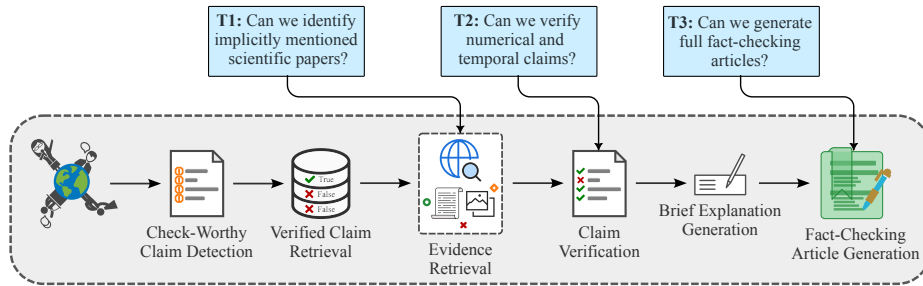 T1: Can we identify
implicitly mentioned
scientific papers?
T2: Can we verify
numerical and
temporal claims?
T3: Can we generate
full fact-checking
articles?
True
False
False
Check-Worthy
Claim Detection
Verified Claim
Retrieval
Evidence
Retrieval
Claim
Verification
Brief Explanation
Generation
Fact-Checking
Article Generation